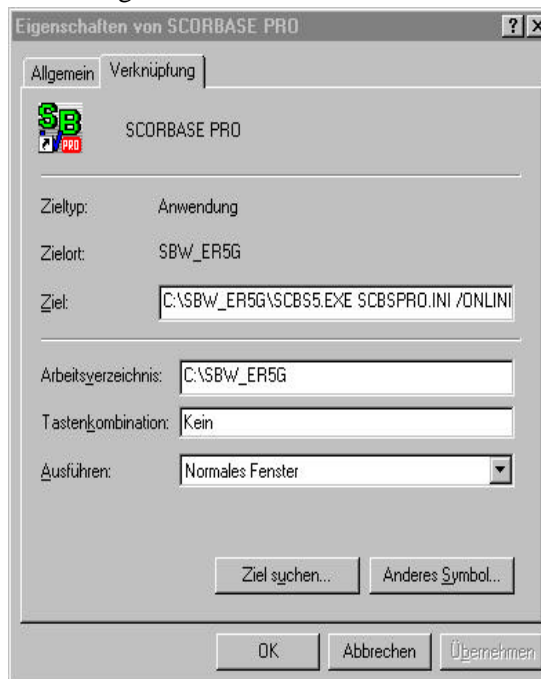 Eigenschaften von SCORBASE PRO ? X
Allgemein Verknüpfung
SB PRO
SCORBASE PRO
Zieltyp: Anwendung
Zielort: SBW_ER5G
Ziel: C:\SBW_ER5G\SCBS5.EXE SCBSPRO.INI /ONLINI
Arbeitsverzeichnis: C:\SBW_ER5G
Tastenkombination: Kein
Ausführen: Normales Fenster
Ziel suchen... Anderes Symbol...
OK Abbrechen Übernehmen